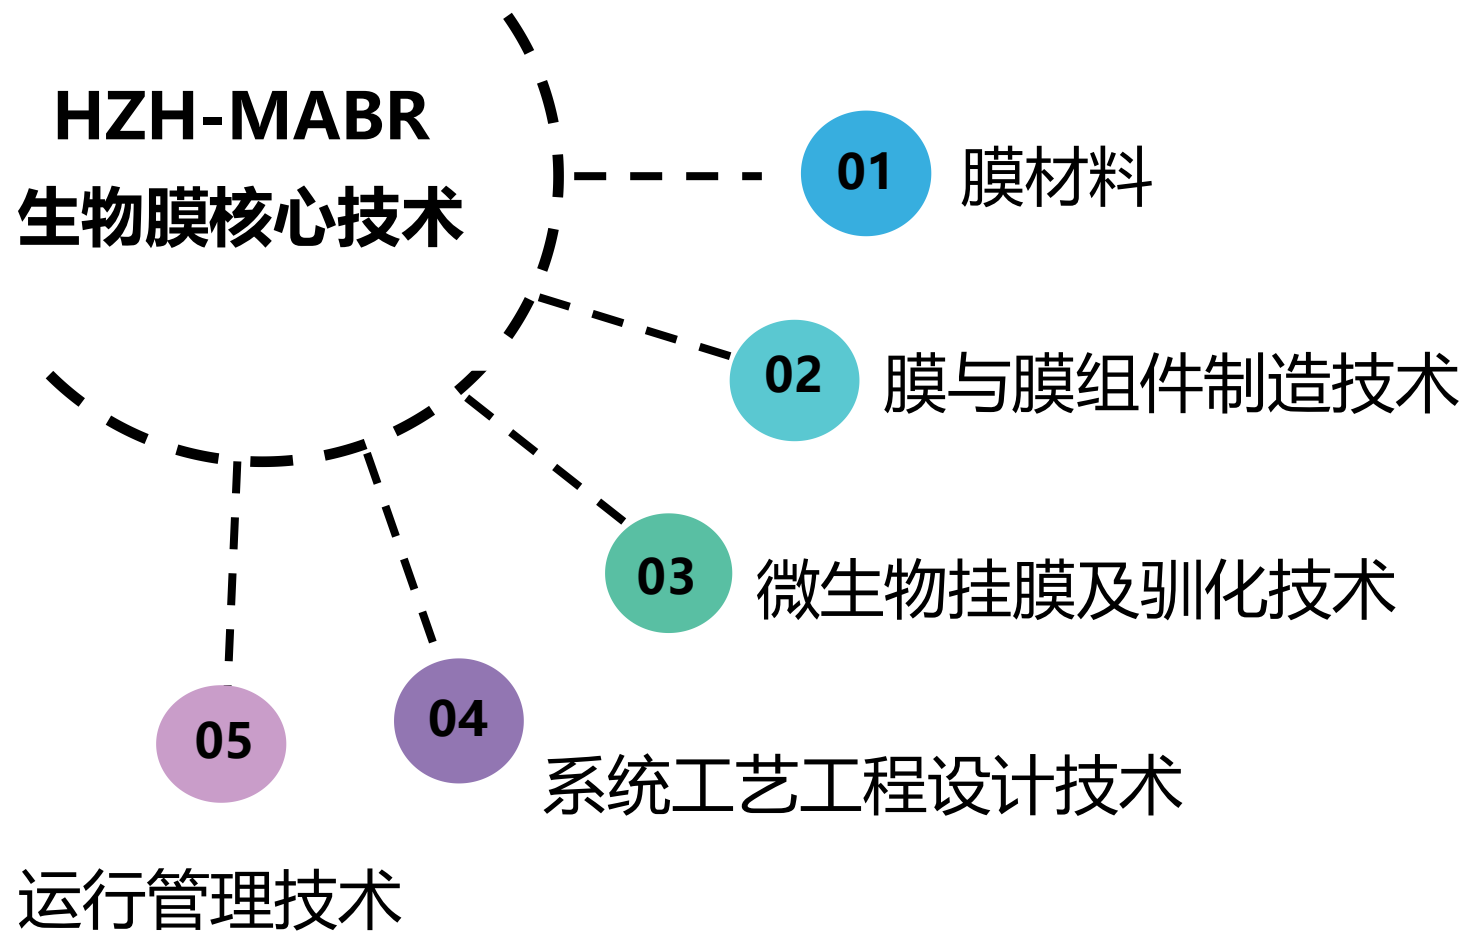 HZH-MABR
生物膜核心技术
01 膜材料
02 膜与膜组件制造技术
03 微生物挂膜及驯化技术
04 系统工艺工程设计技术
05 运行管理技术